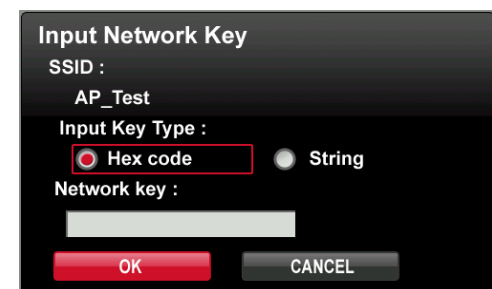 Input Network Key
SSID :
AP_Test
Input Key Type :
Hex code String
Network key :
OK CANCEL